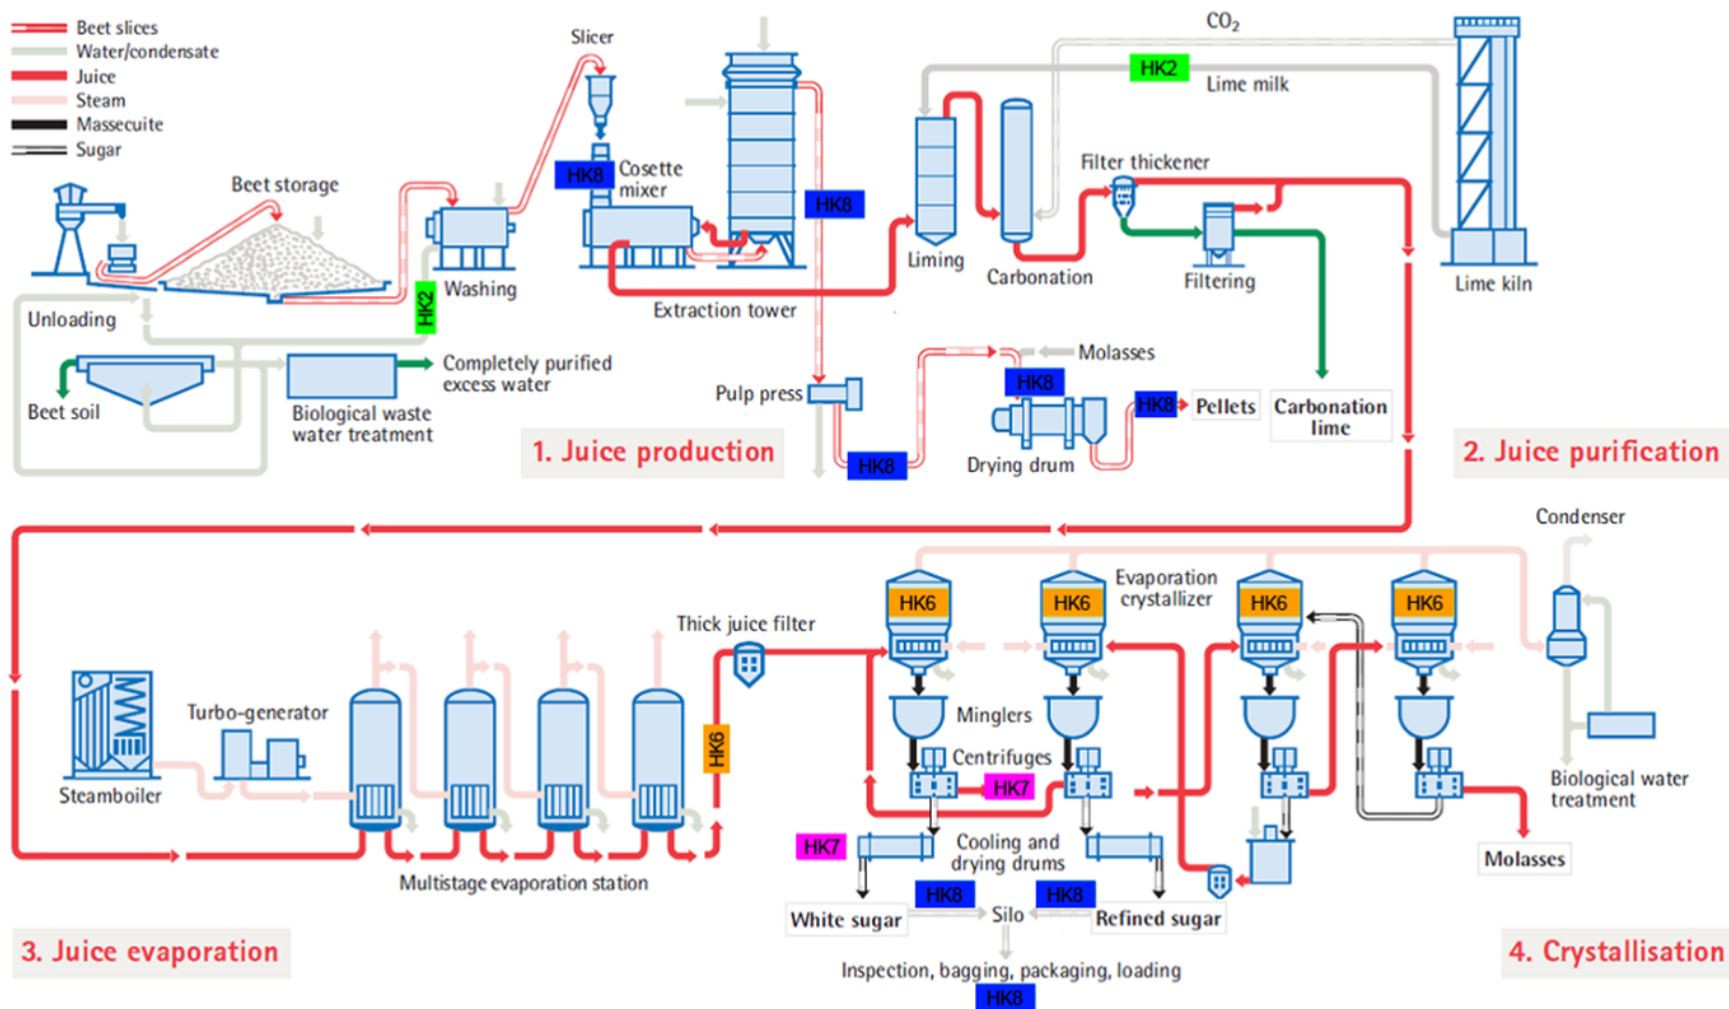 Beet slices
Water/condensate
Juice
Steam
Massecuite
Sugar
Slicer
CO₂
HK2
Lime milk
Beet storage
HK8
Cosette
mixer
HK8
Filter thickener
Unloading
HK2
Washing
Extraction tower
Liming
Carbonation
Filtering
Lime kiln
Completely purified
excess water
Beet soil
Biological waste
water treatment
Pulp press
Molasses
HK8
HK8
Pellets
Carbonation
lime
HK8
Drying drum
1. Juice production
2. Juice purification
Condenser
Evaporation
crystallizer
HK6
HK6
HK6
HK6
Thick juice filter
Turbo-generator
Steamboiler
HK6
Minglers
Centrifuges
HK7
Biological water
treatment
HK7
Cooling and
drying drums
Molasses
Multistage evaporation station
HK8
HK8
White sugar
Silo
Refined sugar
3. Juice evaporation
4. Crystallisation
Inspection, bagging, packaging, loading
HK8